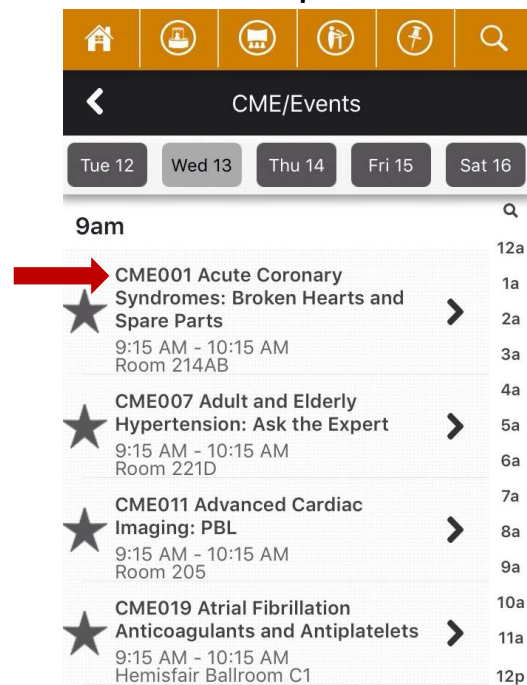 CME/Events
Tue 12
Wed 13
Thu 14
Fri 15
Sat 16
9am
CME001 Acute Coronary
Syndromes: Broken Hearts and
Spare Parts
9:15 AM - 10:15 AM
Room 214AB
CME007 Adult and Elderly
Hypertension: Ask the Expert
9:15 AM - 10:15 AM
Room 221D
CME011 Advanced Cardiac
Imaging: PBL
9:15 AM - 10:15 AM
Room 205
CME019 Atrial Fibrillation
Anticoagulants and Antiplatelets
9:15 AM - 10:15 AM
Hemisfair Ballroom C1
12a
1a
2a
3a
4a
5a
6a
7a
8a
9a
10a
11a
12p